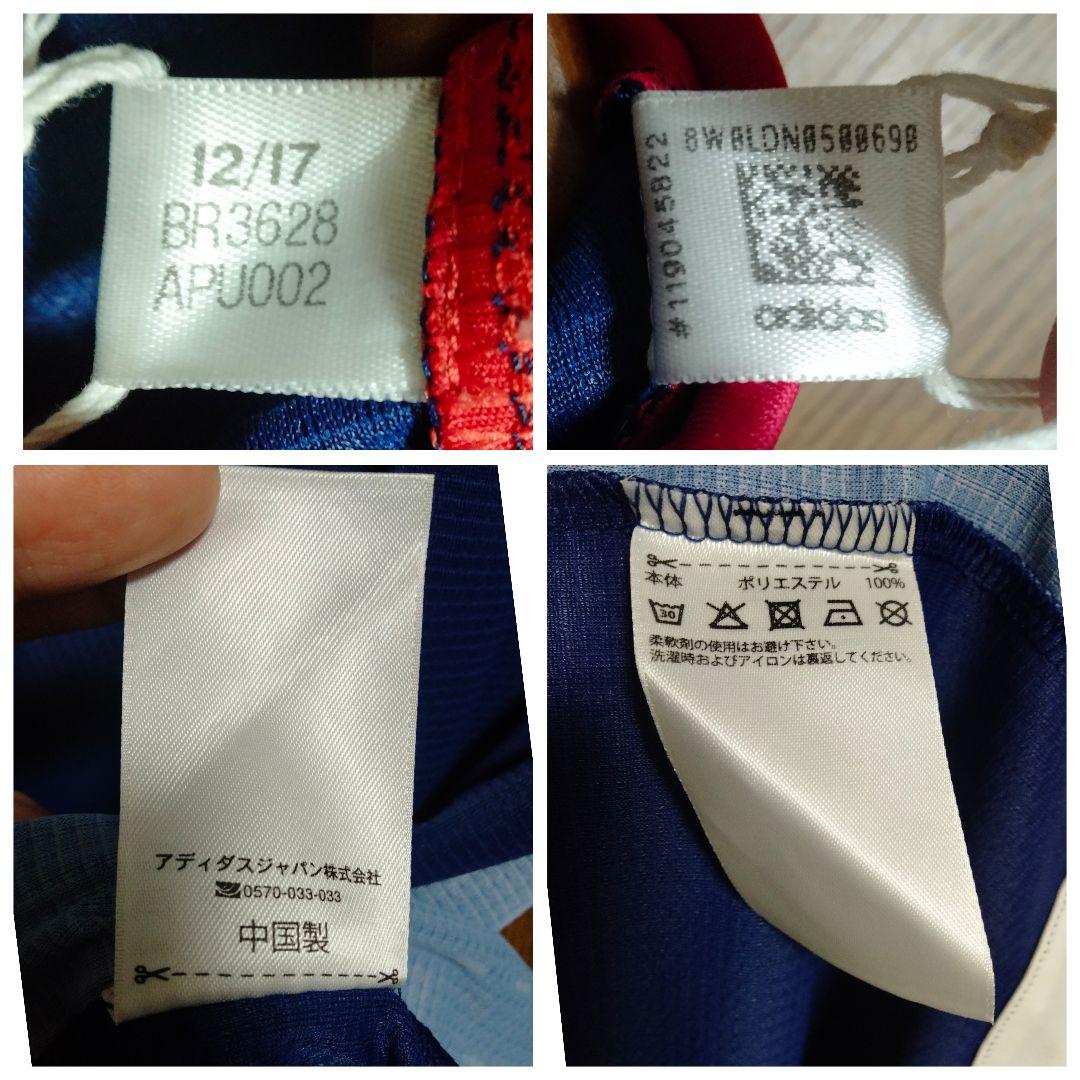 12/17
BR3628
APU002
8W0LDN0500690
#119045822
adidas
アディダスジャパン株式会社
0570-033-033
中国製
本体 ポリエステル 100%
30
柔軟剤の使用はお避け下さい。
洗濯時およびアイロンは裏返してください。